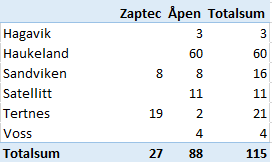 Zaptec Åpen Totalsum
Hagavik 3 3
Haukeland 60 60
Sandviken 8 8 16
Satellitt 11 11
Tertnes 19 2 21
Voss 4 4
Totalsum 27 88 115